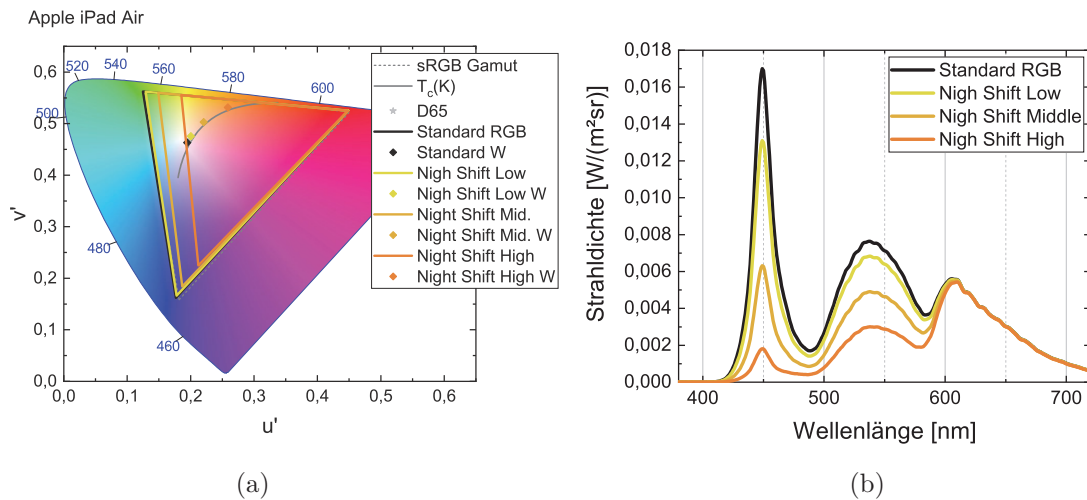 Apple iPad Air
0,6
0,5
0,4
0,3
0,2
0,1
0,0
0,0
0,1
0,2
0,3
0,4
0,5
0,6
v'
u'
520
540
560
580
600
500
480
460
sRGB Gamut
Tc(K)
D65
Standard RGB
Standard W
Nigh Shift Low
Nigh Shift Low W
Night Shift Mid.
Night Shift Mid. W
Night Shift High
Night Shift High W
(a)
0,018
0,016
0,014
0,012
0,010
0,008
0,006
0,004
0,002
0,000
Strahldichte [W/(m²sr)]
Standard RGB
Nigh Shift Low
Nigh Shift Middle
Nigh Shift High
400
500
600
700
Wellenlänge [nm]
(b)